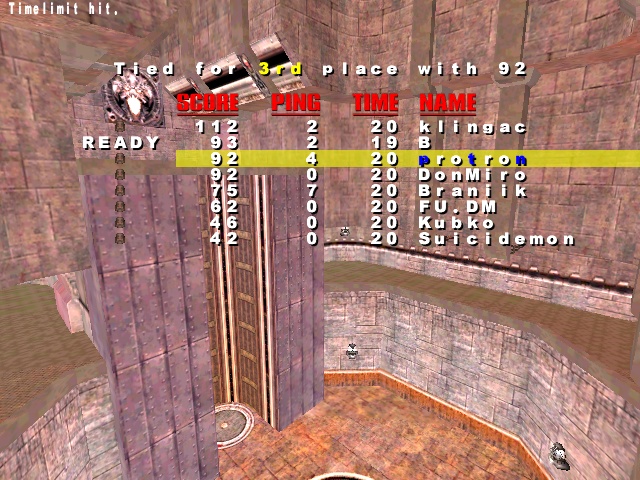 Timelimit hit.
Tied for 3rd place with 92
SCORE PING TIME NAME
112 2 20 klingac
READY 93 2 19 B
92 4 20 protron
92 0 20 DonMiro
75 7 20 Braniik
62 0 20 FU.DM
46 0 20 Kubko
42 0 20 Suicidemon